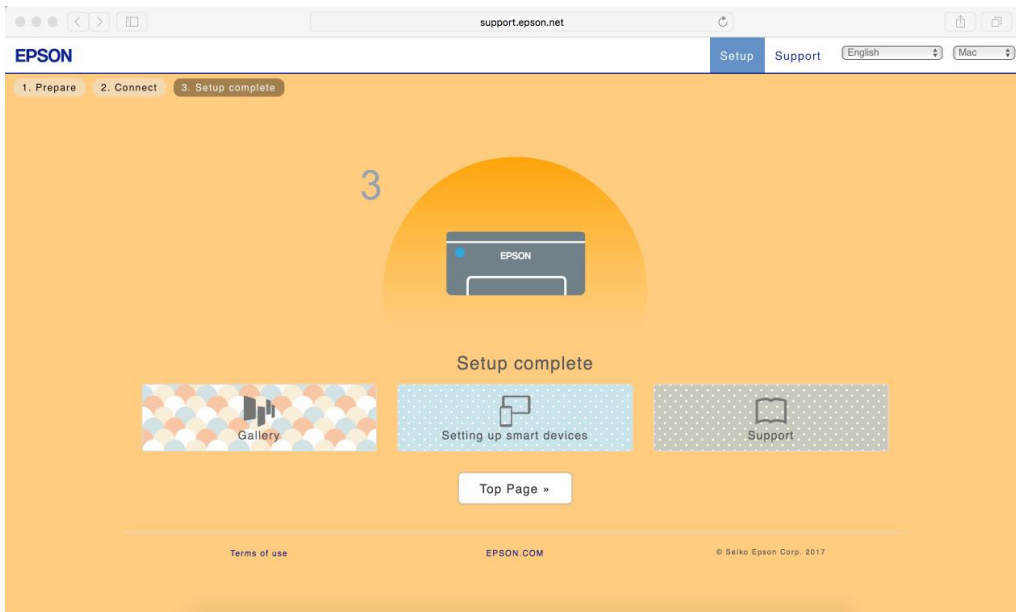 support.epson.net
EPSON
Setup
Support
English
Mac
1. Prepare
2. Connect
3. Setup complete
3
EPSON
Setup complete
Gallery
Setting up smart devices
Support
Top Page »
Terms of use
EPSON.COM
© Seiko Epson Corp. 2017